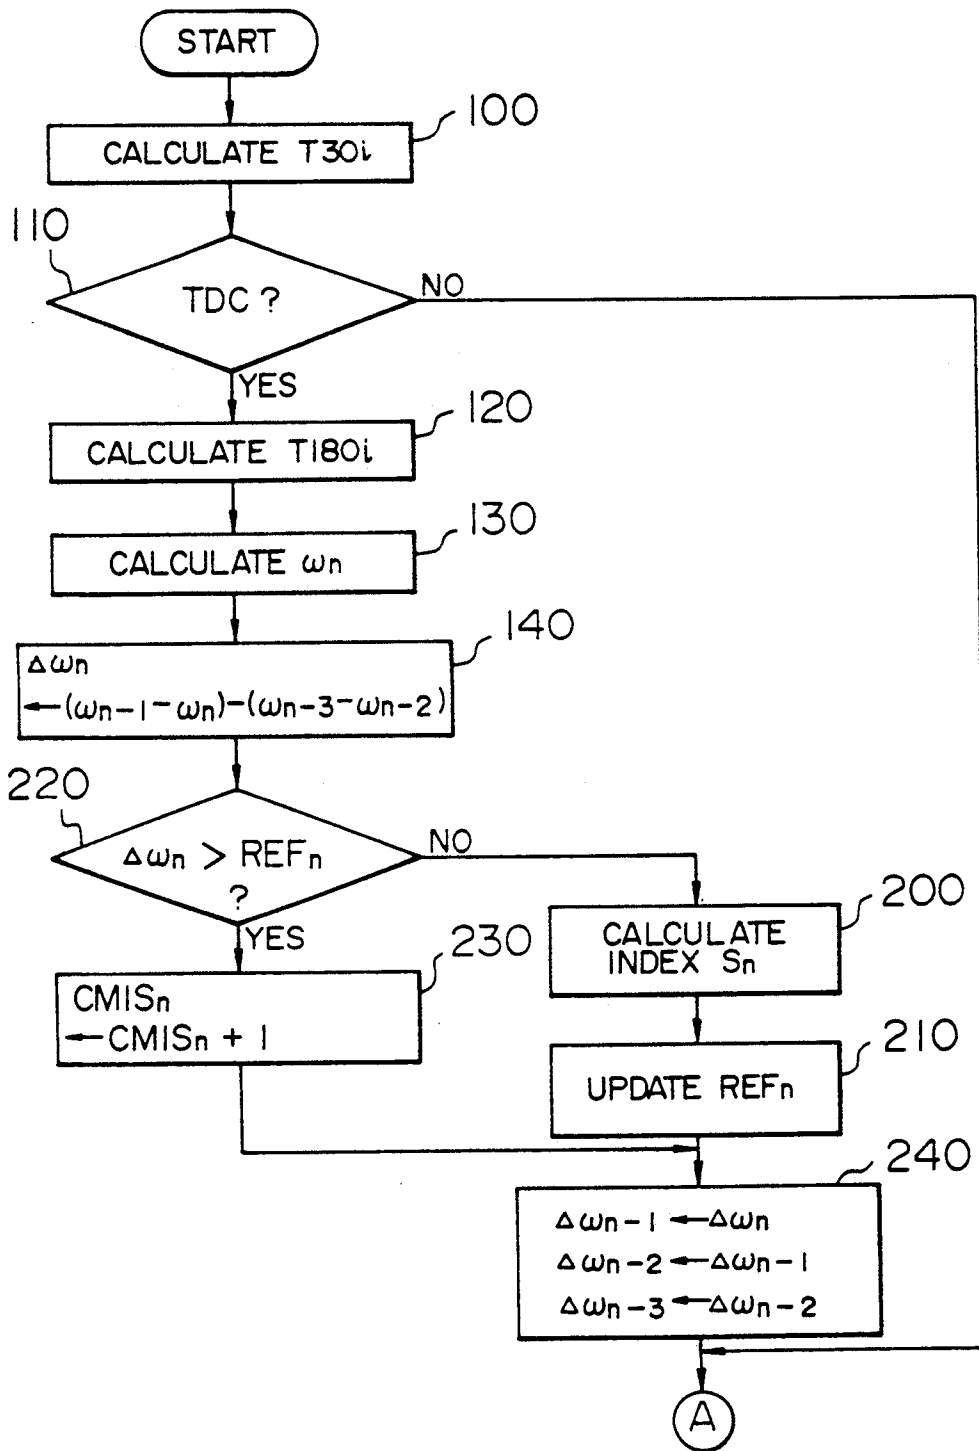 START
100
CALCULATE T30i
110
TDC ?
NO
YES
120
CALCULATE T180i
130
CALCULATE ωn
140
Δωn
←(ωn-1-ωn)-(ωn-3-ωn-2)
220
Δωn > REFn
?
NO
YES
200
CALCULATE
INDEX Sn
230
CMISn
← CMISn + 1
210
UPDATE REFn
240
Δωn-1 ← Δωn
Δωn-2 ← Δωn-1
Δωn-3 ← Δωn-2
A